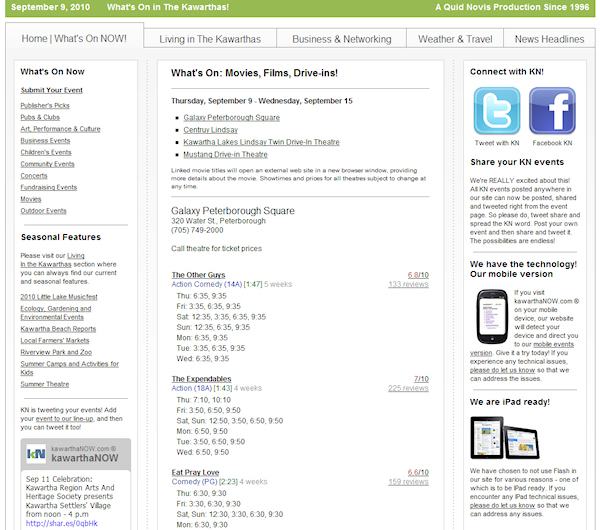 September 9, 2010 What's On in The Kawarthas! A Quid Novis Production Since 1996
Home | What's On NOW! Living in The Kawarthas Business & Networking Weather & Travel News Headlines
What's On Now
Submit Your Event
Publisher's Picks
Pubs & Clubs
Art, Performance & Culture
Business Events
Children's Events
Community Events
Concerts
Fundraising Events
Movies
Outdoor Events
Seasonal Features
Please visit our Living
In the Kawarthas section where
you can always find our current
and seasonal features.
2010 Little Lake Musicfest
Ecology, Gardening and
Environmental Events
Kawartha Beach Reports
Local Farmers' Markets
Riverview Park and Zoo
Summer Camps and Activities for
Kids
Summer Theatre
KN is tweeting your events! Add
your event to our line-up, and then
you can tweet it too!
kN
kawarthaNOW.com ®
kawarthaNOW
Sep 11 Celebration:
Kawartha Region Arts And
Heritage Society presents
Kawartha Settlers' Village
from noon - 4 p.m
http://shar.es/0qbHk
What's On: Movies, Films, Drive-ins!
Thursday, September 9 - Wednesday, September 15
Galaxy Peterborough Square
Centruy Lindsay
Kawartha Lakes Lindsay Twin Drive-In Theatre
Mustang Drive-in Theatre
Linked movie titles will open an external web site in a new browser window, providing
more details about the movie. Showtimes and prices for all theatres subject to change at
any time.
Galaxy Peterborough Square
320 Water St., Peterborough
(705) 749-2000
Call theatre for ticket prices
The Other Guys 6.8/10
Action Comedy (14A) [1:47] 5 weeks 133 reviews
Thu: 6:35, 9:35
Fri: 3:35, 6:35, 9:35
Sat: 12:35, 3:35, 6:35, 9:35
Sun: 12:35, 6:35, 9:35
Mon: 6:35, 9:35
Tue: 3:35, 6:35, 9:35
Wed: 6:35, 9:35
The Expendables 7/10
Action (18A) [1:43] 4 weeks 225 reviews
Thu: 7:10, 10:10
Fri: 3:50, 6:50, 9:50
Sat, Sun: 12:50, 3:50, 6:50, 9:50
Mon: 6:50, 9:50
Tue: 3:50, 6:50, 9:50
Wed: 6:50, 9:50
Eat Pray Love 6.6/10
Comedy (PG) [2:23] 4 weeks 159 reviews
Thu: 6:30, 9:30
Fri: 3:30, 6:30, 9:30
Sat, Sun: 12:30, 3:30, 6:30, 9:30
Mon: 6:30, 9:30
Connect with KN!
t f
Tweet with KN Facebook KN
Share your KN events
We're REALLY excited about this!
All KN events posted anywhere in
our site can now be posted, shared
and tweeted right from the event
page. So please do, tweet share and
spread the KN word. Post your own
event and then share and tweet it.
The possibilities are endless!
We have the technology!
Our mobile version
If you visit
kawarthaNOW.com ®
on your mobile
device, our website
will detect your
device and direct you
to our mobile events
version. Give it a try today! If you
experience any technical issues,
please do let us know so that we
can address the issues.
We are iPad ready!
We have chosen to not use Flash in
our site for various reasons - one of
which is to be iPad ready. If you
encounter any iPad technical issues,
please do let us know so that we
can address them.